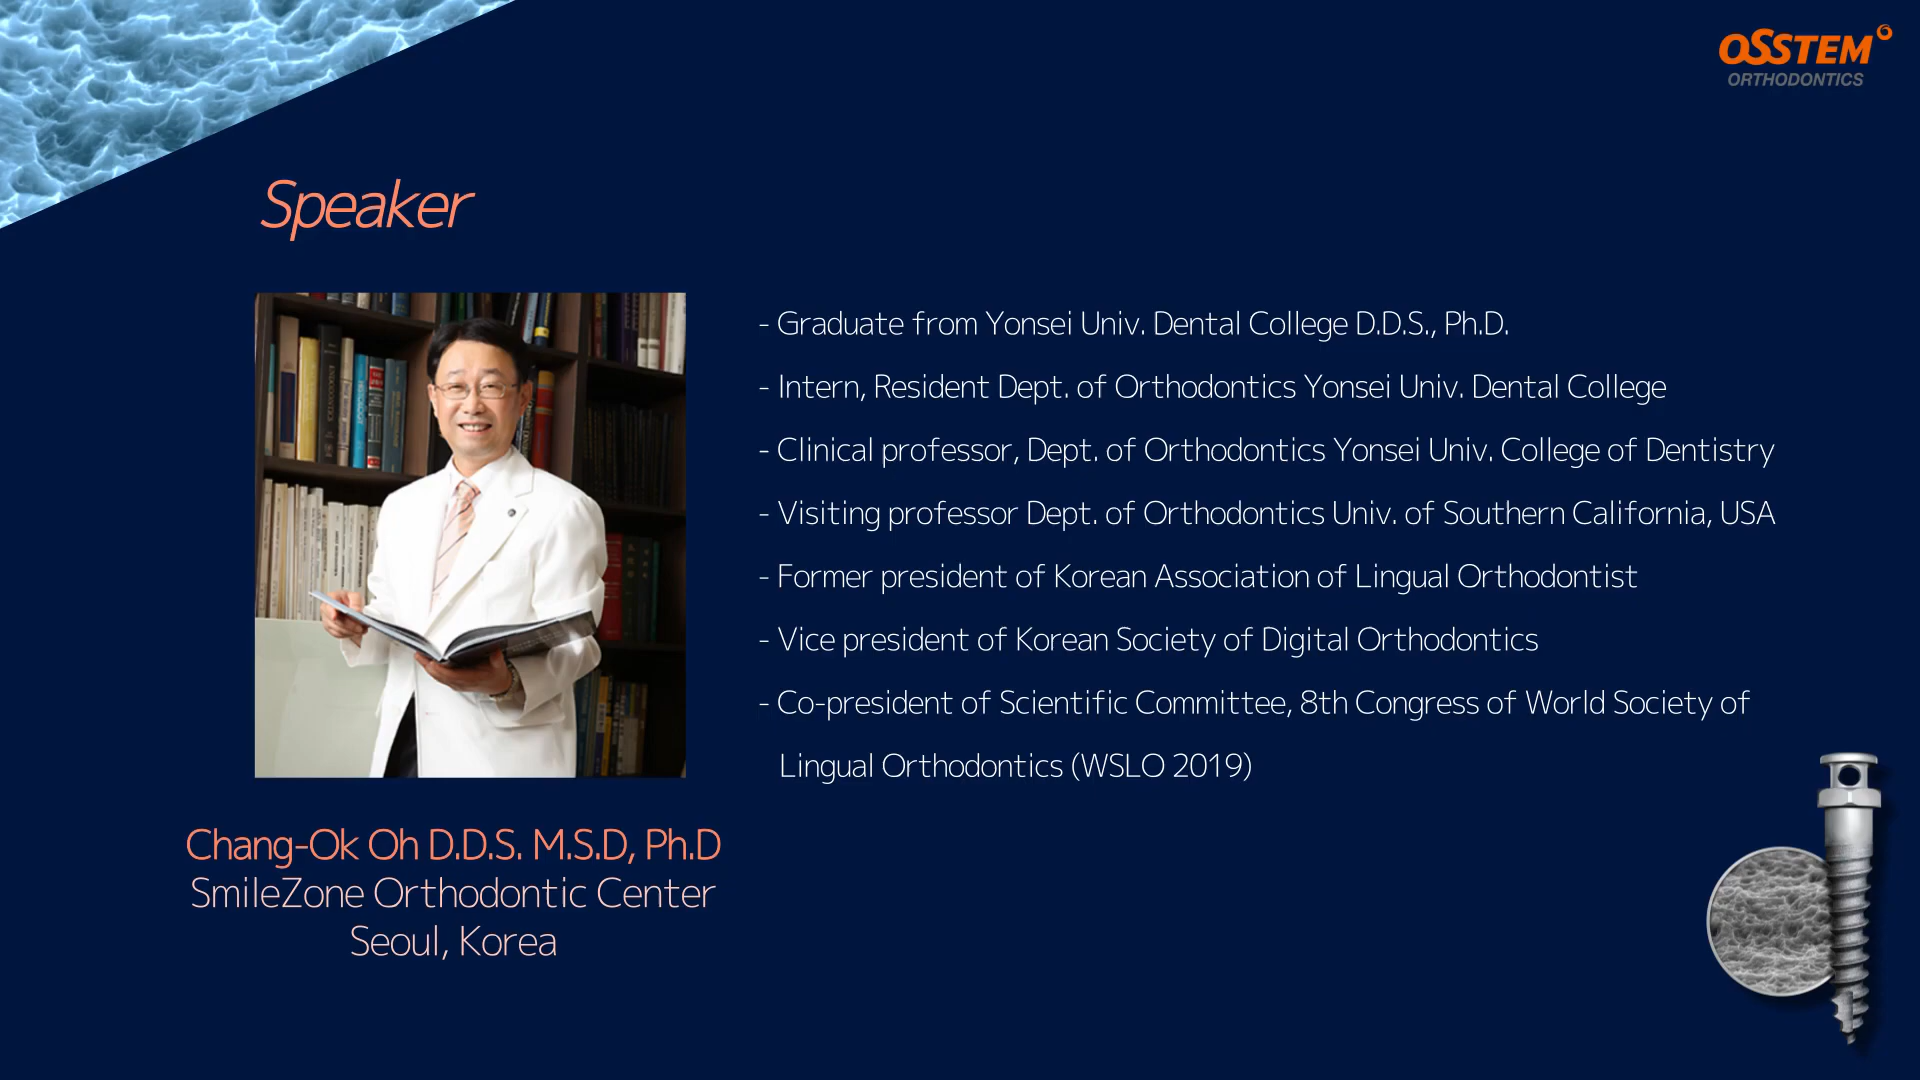 OSSTEM
ORTHODONTICS
Speaker
- Graduate from Yonsei Univ. Dental College D.D.S., Ph.D.
- Intern, Resident Dept. of Orthodontics Yonsei Univ. Dental College
- Clinical professor, Dept. of Orthodontics Yonsei Univ. College of Dentistry
- Visiting professor Dept. of Orthodontics Univ. of Southern California, USA
- Former president of Korean Association of Lingual Orthodontist
- Vice president of Korean Society of Digital Orthodontics
- Co-president of Scientific Committee, 8th Congress of World Society of
Lingual Orthodontics (WSLO 2019)
Chang-Ok Oh D.D.S. M.S.D, Ph.D
SmileZone Orthodontic Center
Seoul, Korea